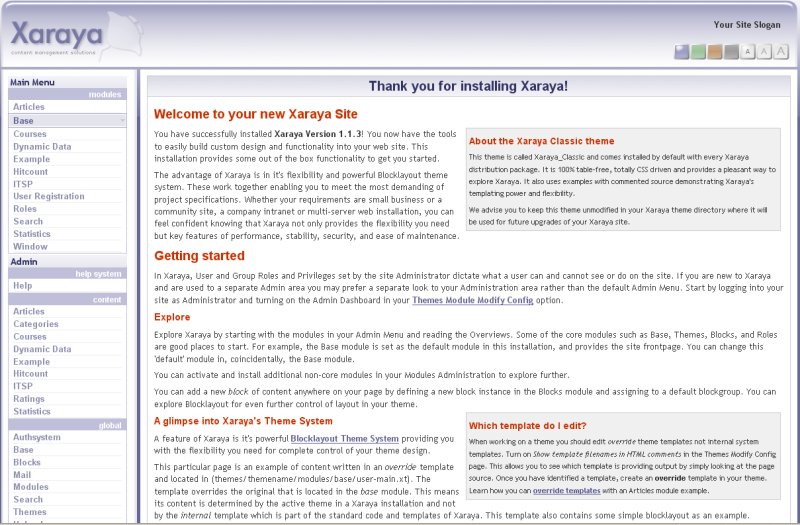 Xaraya
content management solutions
Your Site Slogan
A A A
Main Menu
modules
Articles
Base
Courses
Dynamic Data
Example
Hitcount
ITSP
User Registration
Roles
Search
Statistics
Window
Admin
help system
Help
content
Articles
Categories
Courses
Dynamic Data
Example
Hitcount
ITSP
Ratings
Statistics
global
Authsystem
Base
Blocks
Mail
Modules
Search
Themes
Thank you for installing Xaraya!
Welcome to your new Xaraya Site
You have successfully installed Xaraya Version 1.1.3! You now have the tools
to easily build custom design and functionality into your web site. This
installation provides some out of the box functionality to get you started.
The advantage of Xaraya is in it's flexibility and powerful Blocklayout theme
system. These work together enabling you to meet the most demanding of
project specifications. Whether your requirements are small business or a
community site, a company intranet or multi-server web installation, you can
feel confident knowing that Xaraya not only provides the flexibility you need
but key features of performance, stability, security, and ease of maintenance.
About the Xaraya Classic theme
This theme is called Xaraya_Classic and comes installed by default with every Xaraya
distribution package. It is 100% table-free, totally CSS driven and provides a pleasant way to
explore Xaraya. It also uses examples with commented source demonstrating Xaraya's
templating power and flexibility.
We advise you to keep this theme unmodified in your Xaraya theme directory where it will
be used for future upgrades of your Xaraya site.
Getting started
In Xaraya, User and Group Roles and Privileges set by the site Administrator dictate what a user can and cannot see or do on the site. If you are new to Xaraya
and are used to a separate Admin area you may prefer a separate look to your Administration area rather than the default Admin Menu. Start by logging into your
site as Administrator and turning on the Admin Dashboard in your Themes Module Modify Config option.
Explore
Explore Xaraya by starting with the modules in your Admin Menu and reading the Overviews. Some of the core modules such as Base, Themes, Blocks, and Roles
are good places to start. For example, the Base module is set as the default module in this installation, and provides the site frontpage. You can change this
'default' module in, coincidentally, the Base module.
You can activate and install additional non-core modules in your Modules Administration to explore further.
You can add a new block of content anywhere on your page by defining a new block instance in the Blocks module and assigning to a default blockgroup. You can
explore Blocklayout for even further control of layout in your theme.
A glimpse into Xaraya's Theme System
A feature of Xaraya is it's powerful Blocklayout Theme System providing you
with the flexibility you need for complete control of your theme design.
This particular page is an example of content written in an override template
and located in (themes/themename/modules/base/user-main.xt). The
template overrides the original that is located in the base module. This means
its content is determined by the active theme in a Xaraya installation and not
by the internal template which is part of the standard code and templates of Xaraya. This template also contains some simple blocklayout as an example.
Which template do I edit?
When working on a theme you should edit override theme templates not internal system
templates. Turn on Show template filenames in HTML comments in the Themes Modify Config
page. This allows you to see which template is providing output by simply looking at the page
source. Once you have identified a template, create an override template in your theme.
Learn how you can override templates with an Articles module example.